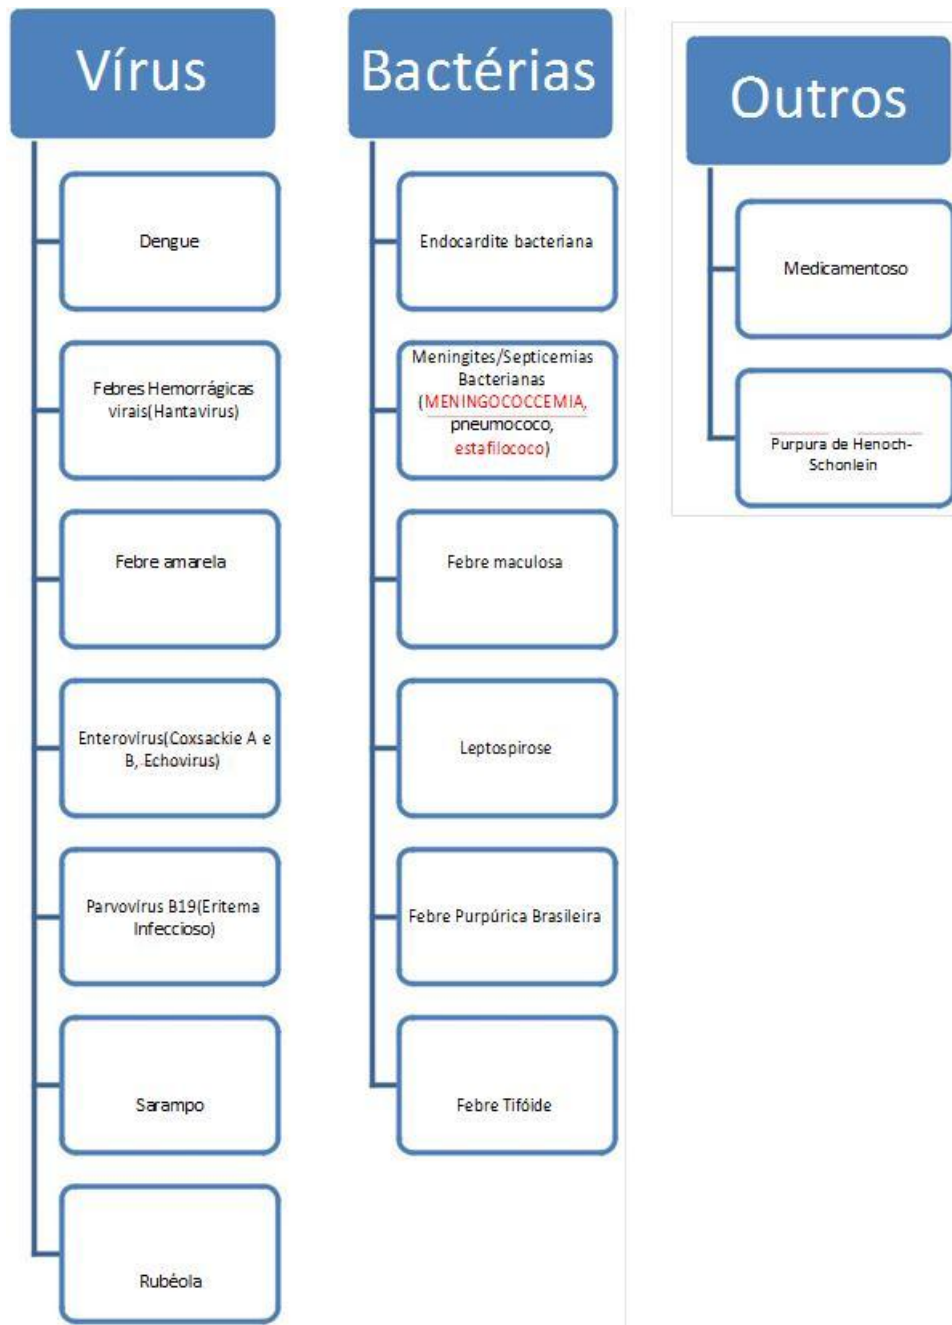 Vírus
Dengue
Febres Hemorrágicas
virais(Hantavirus)
Febre amarela
Enterovírus(Coxsackie A e
B, Echovirus)
Parvovírus B19(Eritema
Infeccioso)
Sarampo
Rubéola
Bactérias
Endocardite bacteriana
Meningites/Septicemias
Bacterianas
(MENINGOCOCCEMIA,
pneumococo,
estafilococo)
Febre maculosa
Leptospirose
Febre Purpúrica Brasileira
Febre Tifóide
Outros
Medicamentoso
Purpura de Henoch-
Schonlein